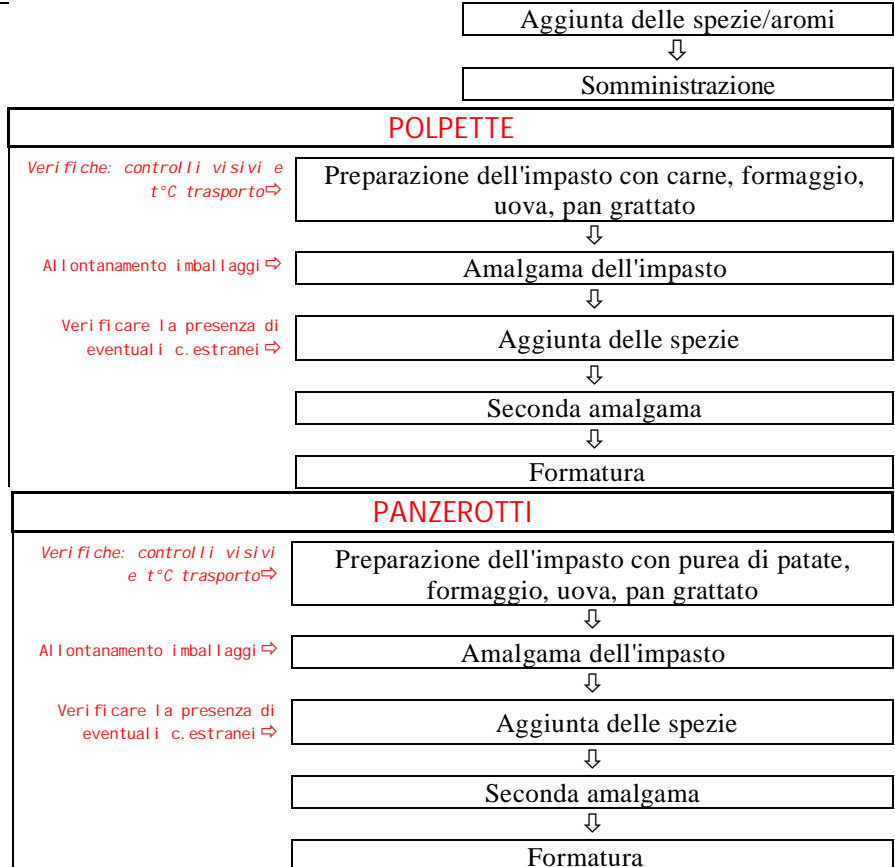 Aggiunta delle spezie/aromi
⇩
Somministrazione
POLPETTE
Verifiche: controlli visivi e
t°C trasporto⇨
Preparazione dell'impasto con carne, formaggio,
uova, pan grattato
⇩
Allontanamento imballaggi⇨
Amalgama dell'impasto
⇩
Verificare la presenza di
eventuali c.estranei⇨
Aggiunta delle spezie
⇩
Seconda amalgama
⇩
Formatura
PANZEROTTI
Verifiche: controlli visivi
e t°C trasporto⇨
Preparazione dell'impasto con purea di patate,
formaggio, uova, pan grattato
⇩
Allontanamento imballaggi⇨
Amalgama dell'impasto
⇩
Verificare la presenza di
eventuali c.estranei⇨
Aggiunta delle spezie
⇩
Seconda amalgama
⇩
Formatura